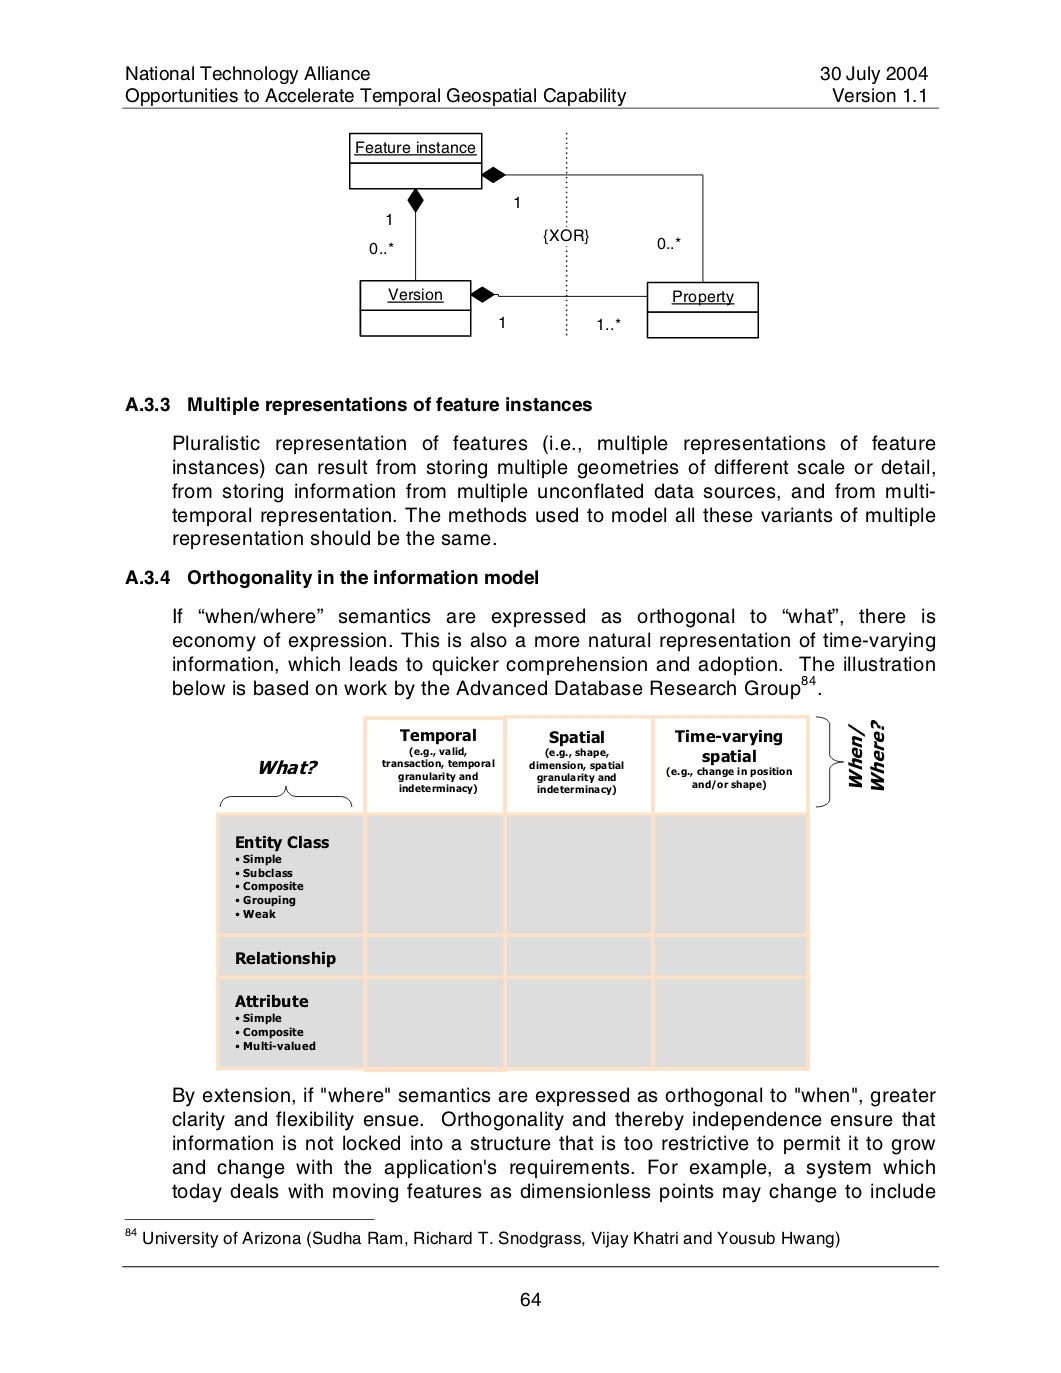 National Technology Alliance 30 July 2004
Opportunities to Accelerate Temporal Geospatial Capability Version 1.1
Feature instance
1
1
0..*
{XOR}
0..*
Version
Property
1
1..*
A.3.3 Multiple representations of feature instances
Pluralistic representation of features (i.e., multiple representations of feature
instances) can result from storing multiple geometries of different scale or detail,
from storing information from multiple unconflated data sources, and from multi-
temporal representation. The methods used to model all these variants of multiple
representation should be the same.
A.3.4 Orthogonality in the information model
If “when/where” semantics are expressed as orthogonal to “what”, there is
economy of expression. This is also a more natural representation of time-varying
information, which leads to quicker comprehension and adoption. The illustration
below is based on work by the Advanced Database Research Group84.
What?
Temporal
(e.g., valid,
transaction, temporal
granularity and
indeterminacy)
Spatial
(e.g., shape,
dimension, spatial
granularity and
indeterminacy)
Time-varying
spatial
(e.g., change in position
and/or shape)
When/
Where?
Entity Class
• Simple
• Subclass
• Composite
• Grouping
• Weak
Relationship
Attribute
• Simple
• Composite
• Multi-valued
By extension, if "where" semantics are expressed as orthogonal to "when", greater
clarity and flexibility ensue. Orthogonality and thereby independence ensure that
information is not locked into a structure that is too restrictive to permit it to grow
and change with the application's requirements. For example, a system which
today deals with moving features as dimensionless points may change to include
84 University of Arizona (Sudha Ram, Richard T. Snodgrass, Vijay Khatri and Yousub Hwang)
64